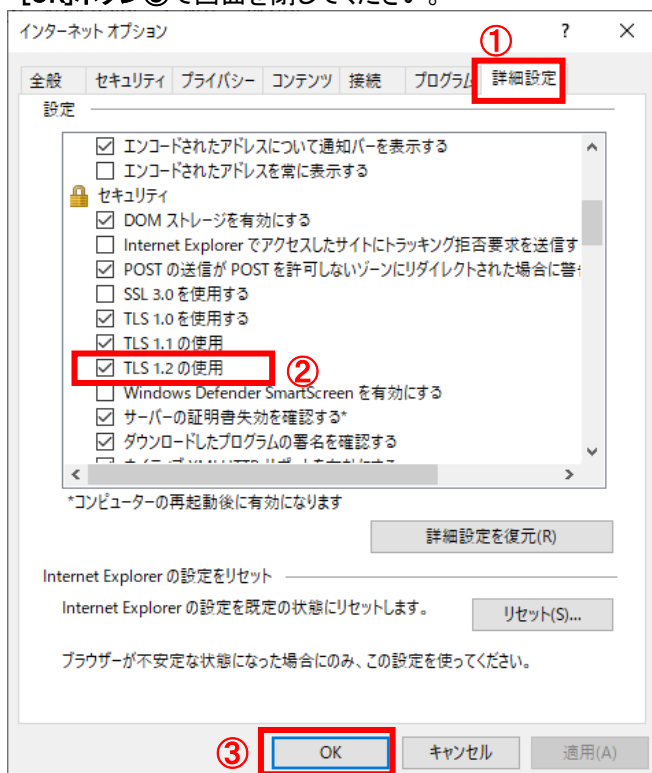 [OK]ボタン③で画面を閉じてください。
インターネット オプション ? ×
①
全般 セキュリティ プライバシー コンテンツ 接続 プログラム 詳細設定
設定
エンコードされたアドレスについて通知バーを表示する
エンコードされたアドレスを常に表示する
セキュリティ
DOM ストレージを有効にする
Internet Explorer でアクセスしたサイトにトラッキング拒否要求を送信す
POST の送信が POST を許可しないゾーンにリダイレクトされた場合に警
SSL 3.0 を使用する
TLS 1.0 を使用する
TLS 1.1 の使用
TLS 1.2 の使用 ②
Windows Defender SmartScreen を有効にする
サーバーの証明書失効を確認する*
ダウンロードしたプログラムの署名を確認する
*コンピューターの再起動後に有効になります
詳細設定を復元(R)
Internet Explorer の設定をリセット
Internet Explorer の設定を既定の状態にリセットします。
リセット(S)...
ブラウザーが不安定な状態になった場合にのみ、この設定を使ってください。
③ OK キャンセル 適用(A)